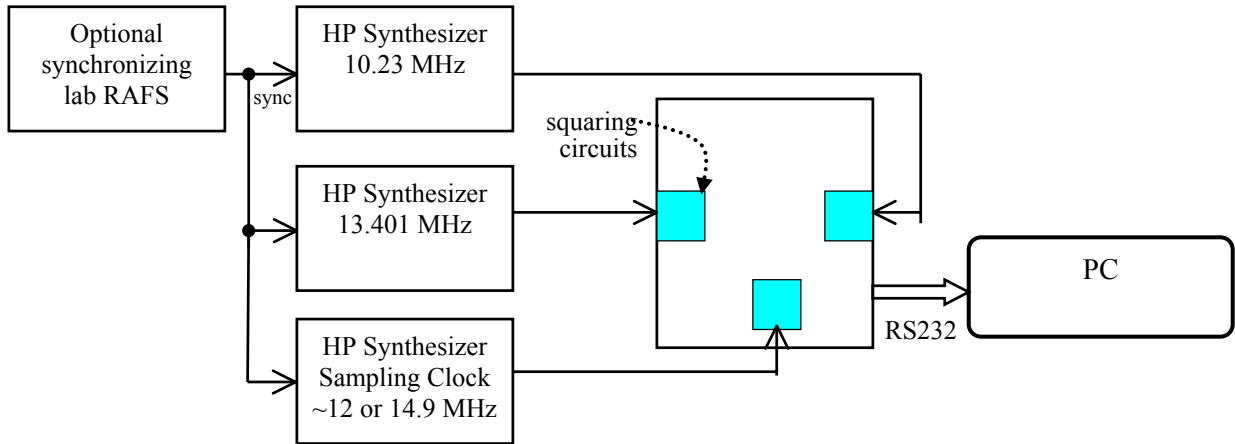 Optional
synchronizing
lab RAFS
sync
HP Synthesizer
10.23 MHz
squaring
circuits
HP Synthesizer
13.401 MHz
HP Synthesizer
Sampling Clock
~12 or 14.9 MHz
RS232
PC